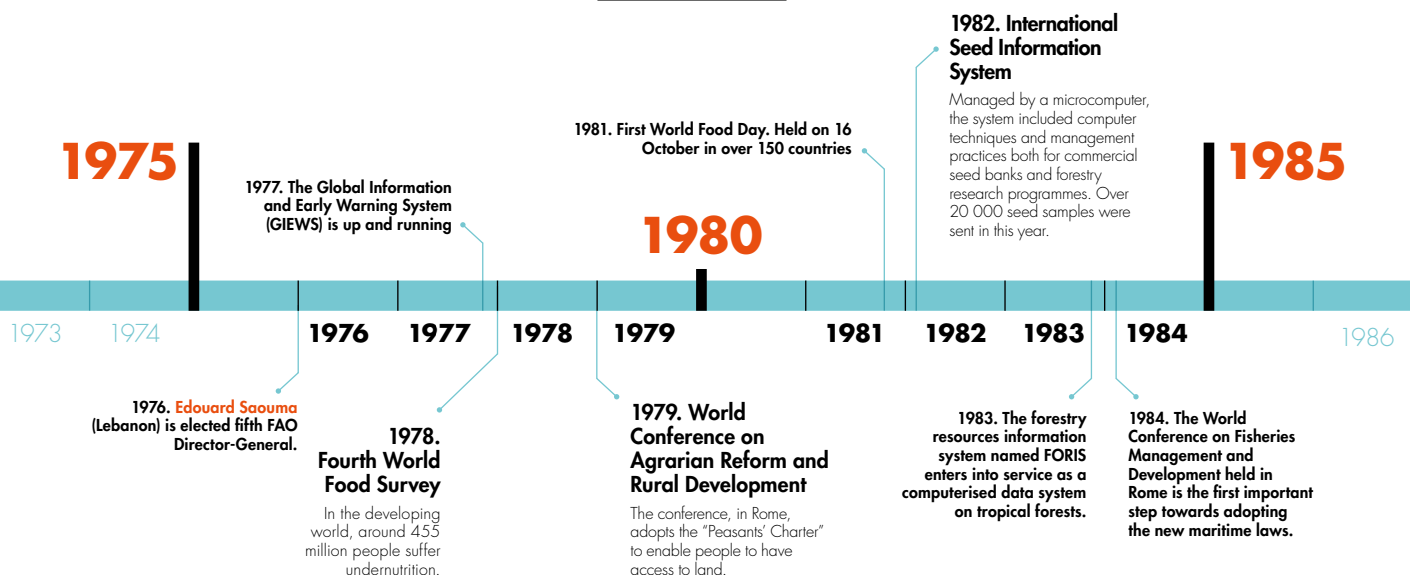 1982. International
Seed Information
System
Managed by a microcomputer,
the system included computer
techniques and management
practices both for commercial
seed banks and forestry
research programmes. Over
20 000 seed samples were
sent in this year.
1981. First World Food Day. Held on 16
October in over 150 countries
1975
1985
1977. The Global Information
and Early Warning System
(GIEWS) is up and running
1980
1973
1974
1976
1977
1978
1979
1981
1982
1983
1984
1986
1976. Edouard Saouma
(Lebanon) is elected fifth FAO
Director-General.
1978.
Fourth World
Food Survey
In the developing
world, around 455
million people suffer
undernutrition.
1979. World
Conference on
Agrarian Reform and
Rural Development
The conference, in Rome,
adopts the “Peasants’ Charter”
to enable people to have
access to land.
1983. The forestry
resources information
system named FORIS
enters into service as a
computerised data system
on tropical forests.
1984. The World
Conference on Fisheries
Management and
Development held in
Rome is the first important
step towards adopting
the new maritime laws.